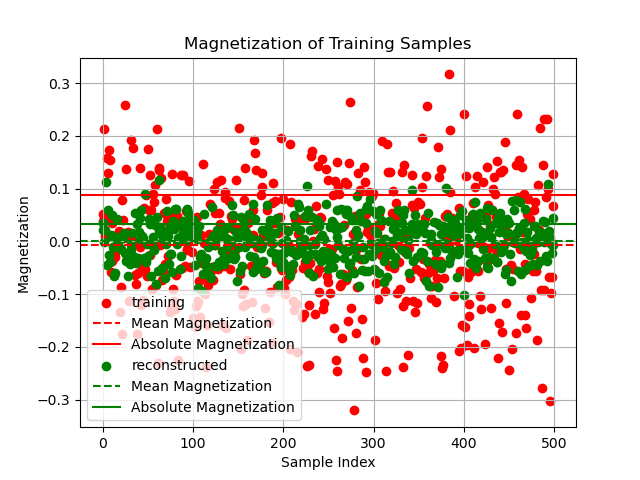 Magnetization of Training Samples
Magnetization
0.3
0.2
0.1
0.0
−0.1
−0.2
−0.3
training
Mean Magnetization
Absolute Magnetization
reconstructed
Mean Magnetization
Absolute Magnetization
0 100 200 300 400 500
Sample Index